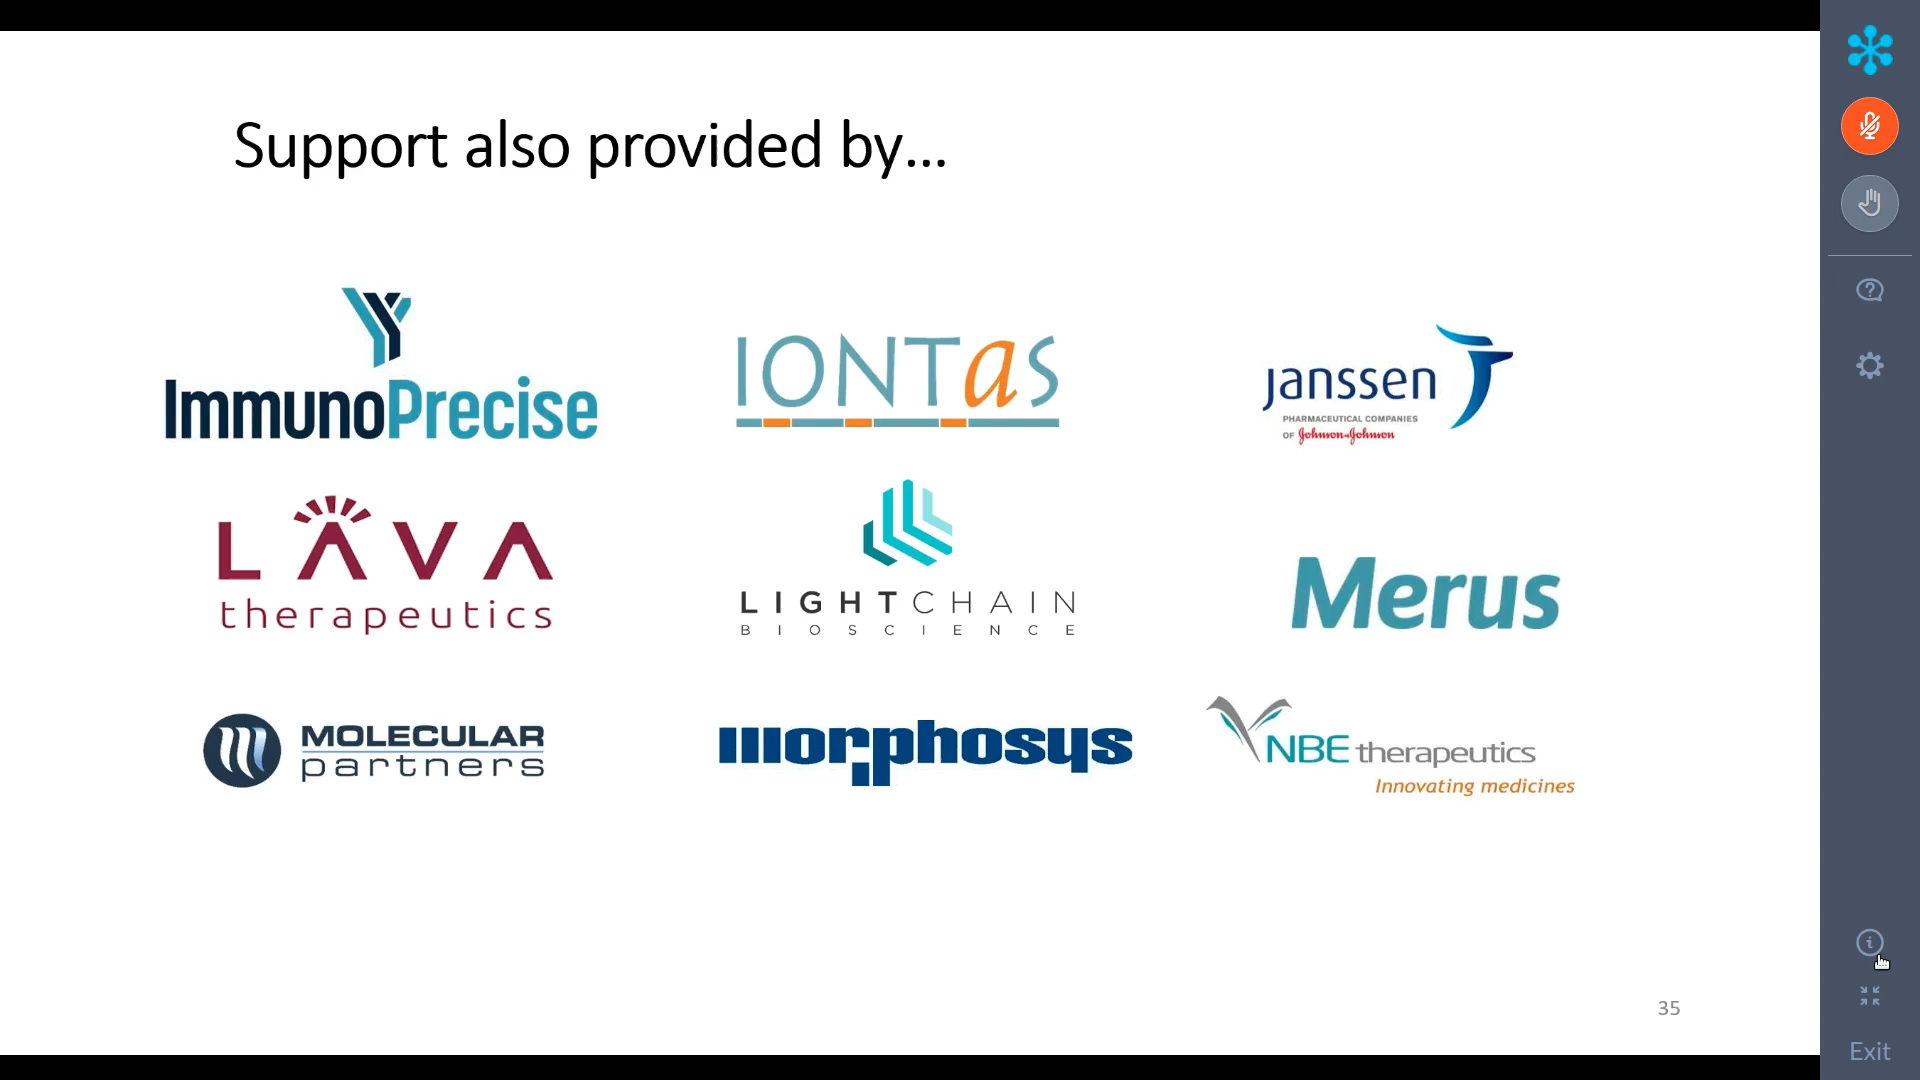 Support also provided by...
ImmunoPrecise
IONTaS
janssen
PHARMACEUTICAL COMPANIES
OF Johnson & Johnson
LAVA
therapeutics
LIGHTCHAIN
BIOSCIENCE
Merus
MOLECULAR
partners
morphosys
NBE therapeutics
Innovating medicines
35
Exit